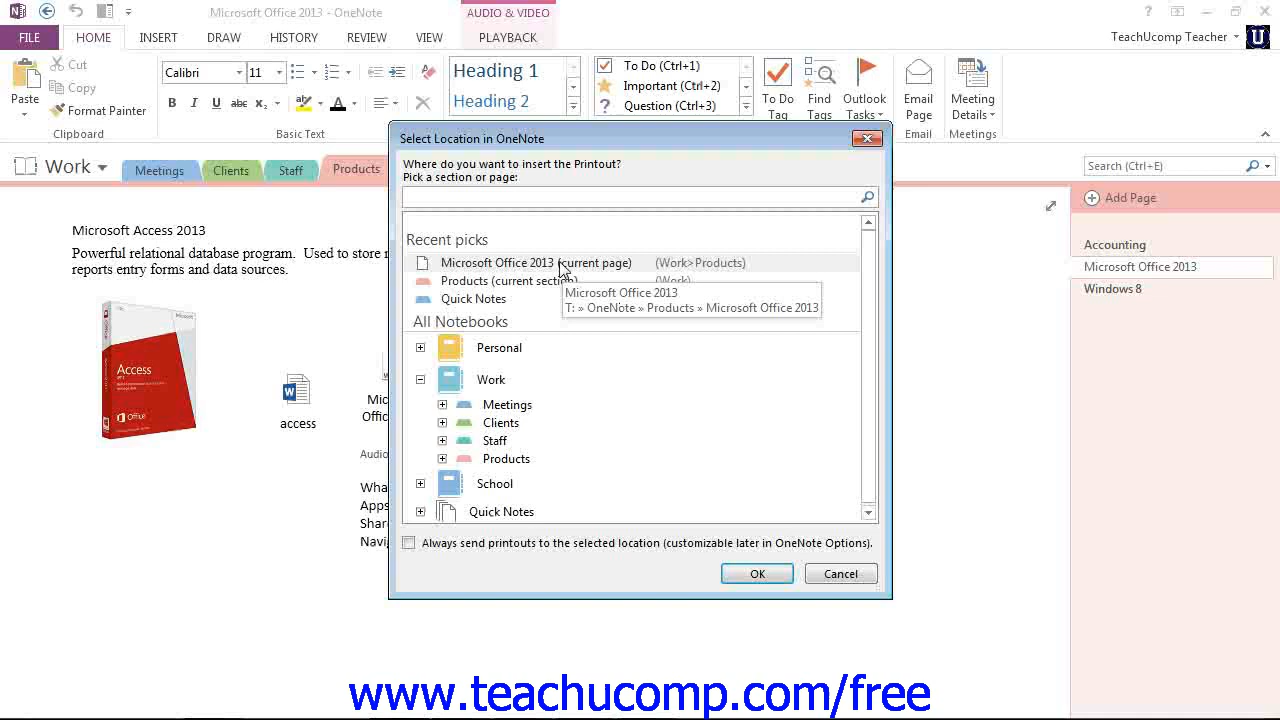 Microsoft Office 2013 - OneNote
AUDIO & VIDEO
?
FILE
HOME
INSERT
DRAW
HISTORY
REVIEW
VIEW
PLAYBACK
TeachUcomp Teacher
U
Paste
Cut
Copy
Format Painter
Clipboard
Calibri
11
B I U abc x₂
A
Basic Text
Heading 1
Heading 2
To Do (Ctrl+1)
Important (Ctrl+2)
Question (Ctrl+3)
To Do
Tag
Find
Tags
Outlook
Tasks
Email
Page
Email
Meeting
Details
Meetings
Work
Meetings
Clients
Staff
Products
Search (Ctrl+E)
Microsoft Access 2013
Powerful relational database program. Used to store
reports entry forms and data sources.
Access
Office
access
Audio
Select Location in OneNote
Where do you want to insert the Printout?
Pick a section or page:
Recent picks
Microsoft Office 2013 (current page) (Work>Products)
Products (current section) (Work)
Quick Notes
Microsoft Office 2013
T: » OneNote » Products » Microsoft Office 2013
All Notebooks
Personal
Work
Meetings
Clients
Staff
Products
School
Quick Notes
Always send printouts to the selected location (customizable later in OneNote Options).
OK
Cancel
Add Page
Accounting
Microsoft Office 2013
Windows 8
www.teachucomp.com/free